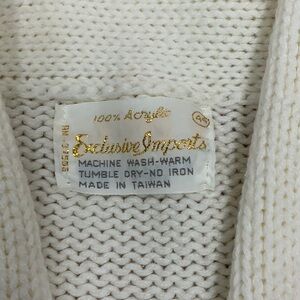 100% Acrylic
Exclusive Imports
MACHINE WASH-WARM
TUMBLE DRY-NO IRON
MADE IN TAIWAN